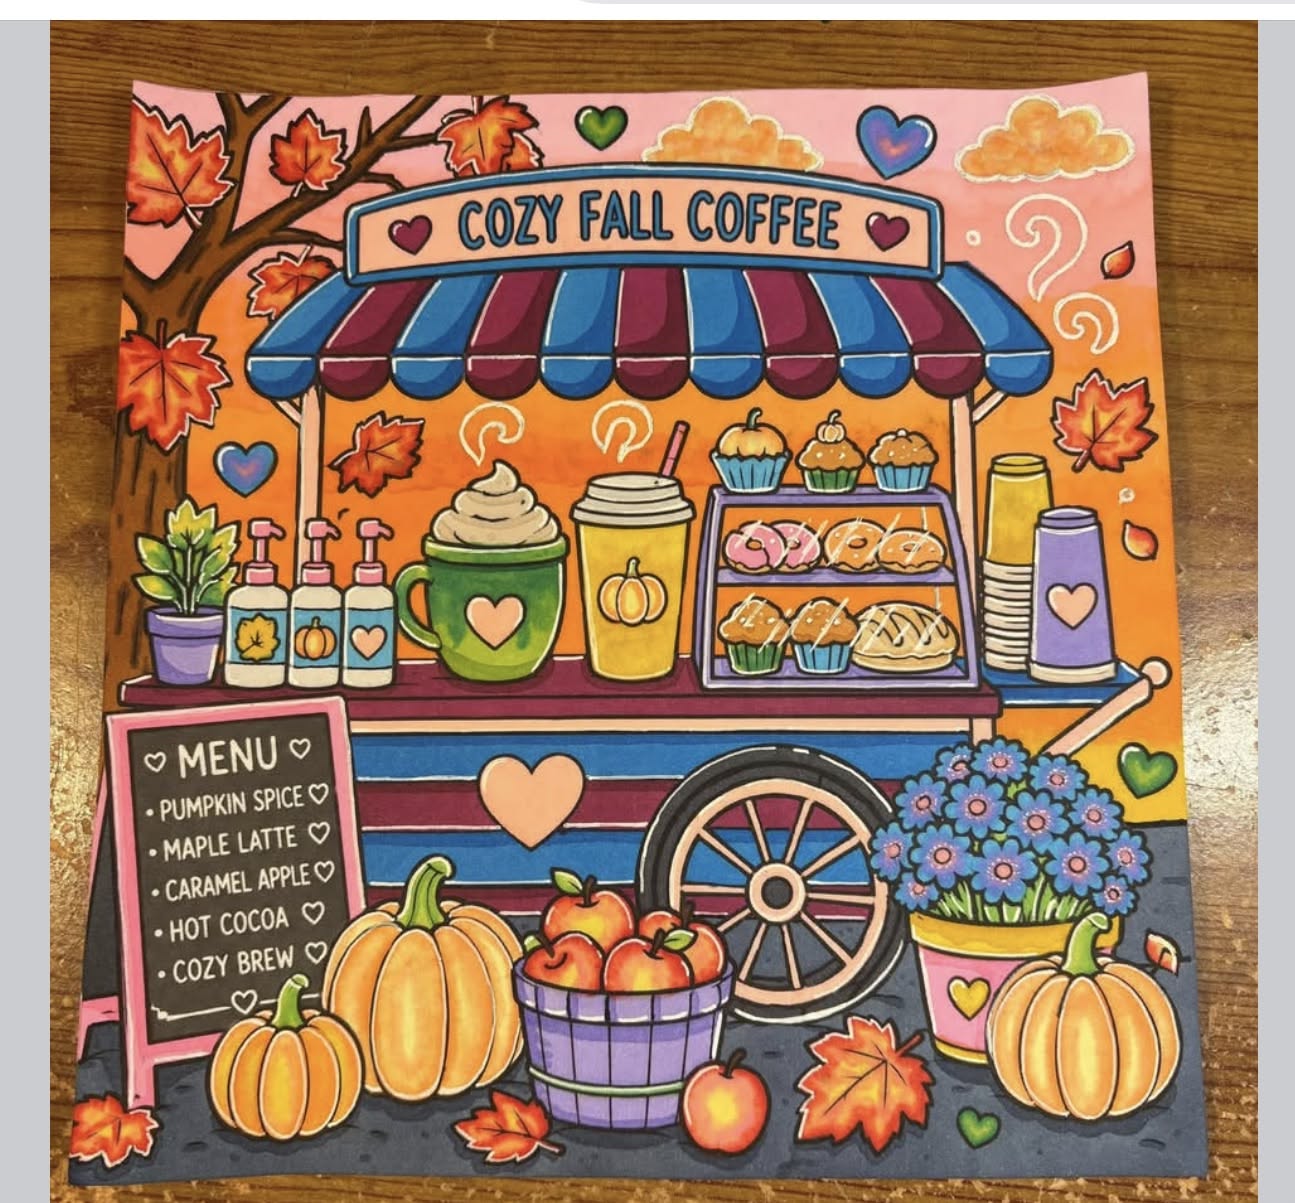 COZY FALL COFFEE
MENU
• PUMPKIN SPICE
• MAPLE LATTE
• CARAMEL APPLE
• HOT COCOA
• COZY BREW